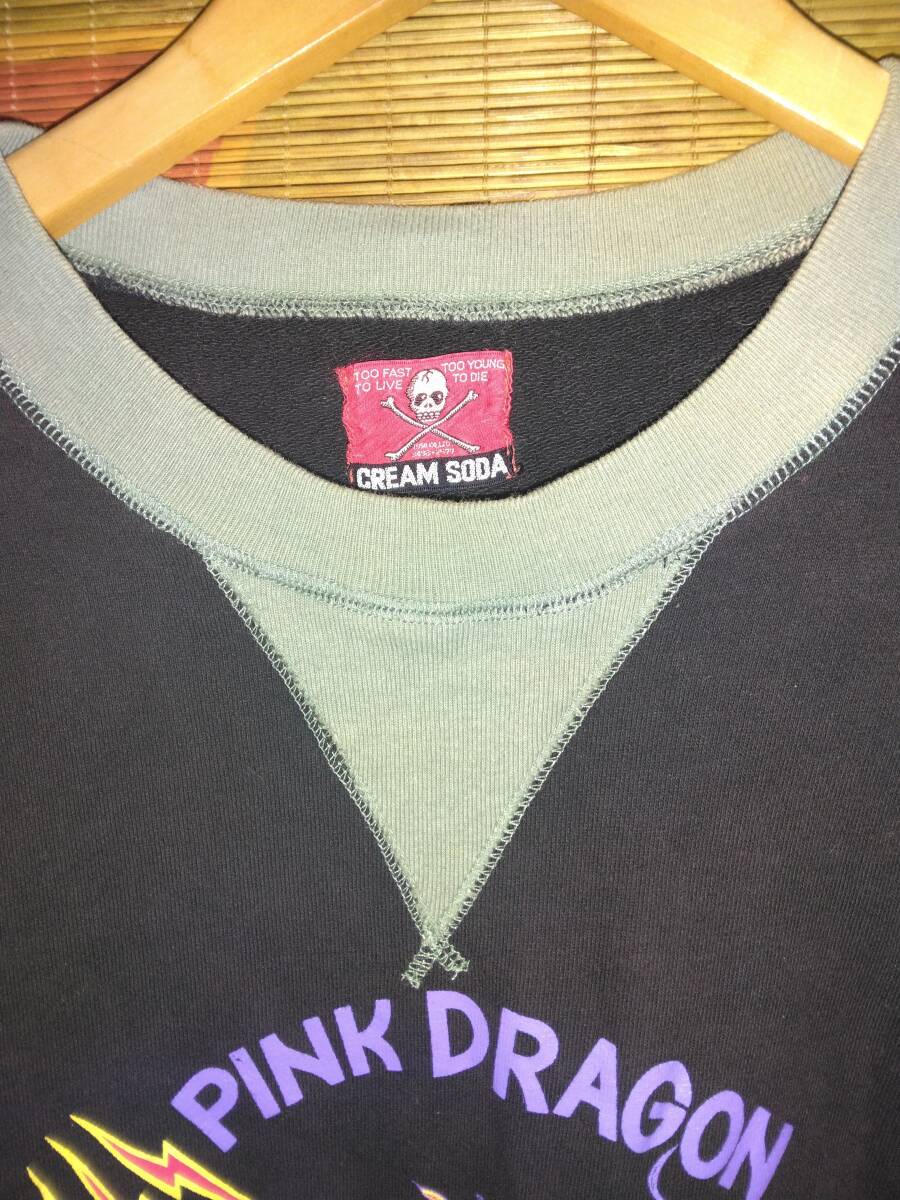 TOO FAST TOO YOUNG
TO LIVE TO DIE
CREAM SODA
PINK DRAGON